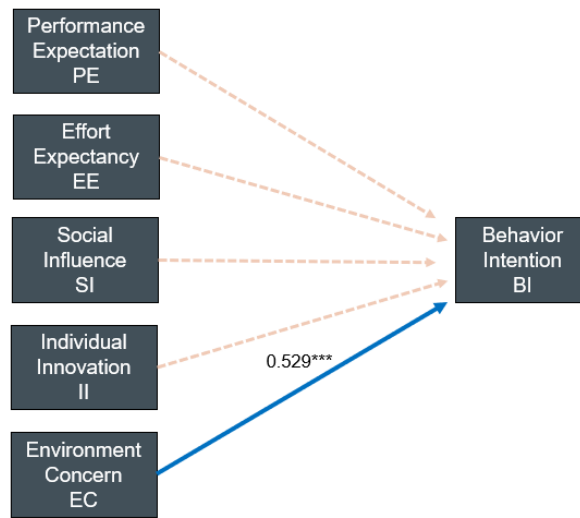 Performance
Expectation
PE
Effort
Expectancy
EE
Social
Influence
SI
Behavior
Intention
BI
Individual
Innovation
II
0.529***
Environment
Concern
EC